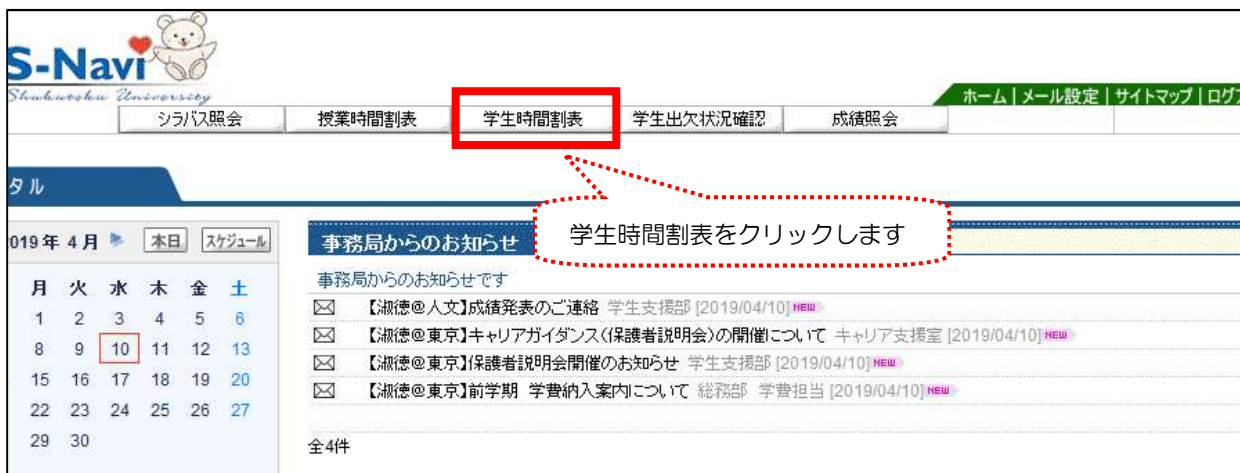 S-Navi
Shukutoku University
ホーム | メール設定 | サイトマップ | ログ
シラバス照会 授業時間割表 学生時間割表 学生出欠状況確認 成績照会
タル
学生時間割表をクリックします
019年 4月 本日 スケジュール
月 火 水 木 金 土
1 2 3 4 5 6
8 9 10 11 12 13
15 16 17 18 19 20
22 23 24 25 26 27
29 30
事務局からのお知らせ
事務局からのお知らせです
【淑徳@人文】成績発表のご連絡 学生支援部 [2019/04/10] NEW
【淑徳@東京】キャリアガイダンス(保護者説明会)の開催について キャリア支援室 [2019/04/10] NEW
【淑徳@東京】保護者説明会開催のお知らせ 学生支援部 [2019/04/10] NEW
【淑徳@東京】前学期 学費納入案内について 総務部 学費担当 [2019/04/10] NEW
全4件